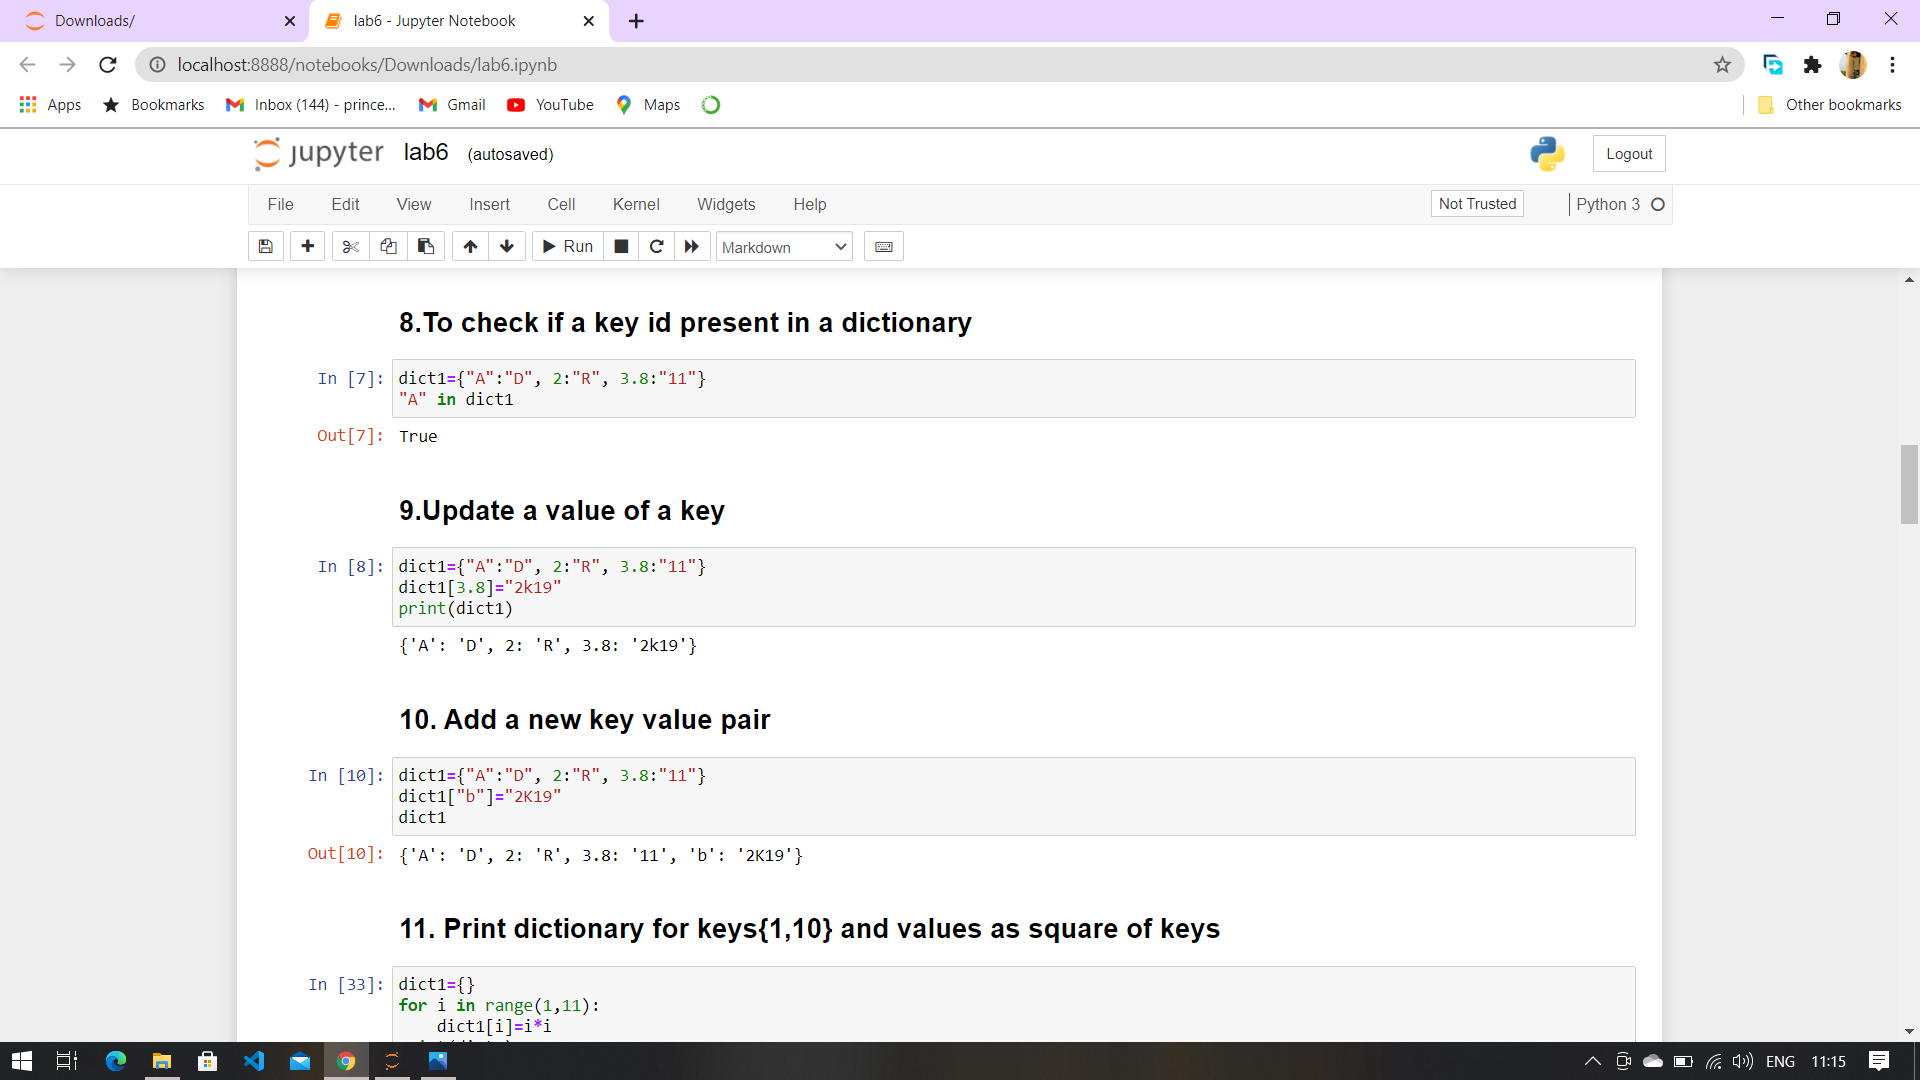 Downloads/
lab6 - Jupyter Notebook
localhost:8888/notebooks/Downloads/lab6.ipynb
Apps Bookmarks Inbox (144) - prince... Gmail YouTube Maps Other bookmarks
jupyter lab6 (autosaved) Logout
File Edit View Insert Cell Kernel Widgets Help Not Trusted Python 3
Run Markdown
8.To check if a key id present in a dictionary
In [7]: dict1={"A":"D", 2:"R", 3.8:"11"}
"A" in dict1
Out[7]: True
9.Update a value of a key
In [8]: dict1={"A":"D", 2:"R", 3.8:"11"}
dict1[3.8]="2k19"
print(dict1)
{'A': 'D', 2: 'R', 3.8: '2k19'}
10. Add a new key value pair
In [10]: dict1={"A":"D", 2:"R", 3.8:"11"}
dict1["b"]="2K19"
dict1
Out[10]: {'A': 'D', 2: 'R', 3.8: '11', 'b': '2K19'}
11. Print dictionary for keys{1,10} and values as square of keys
In [33]: dict1={}
for i in range(1,11):
dict1[i]=i*i
ENG 11:15